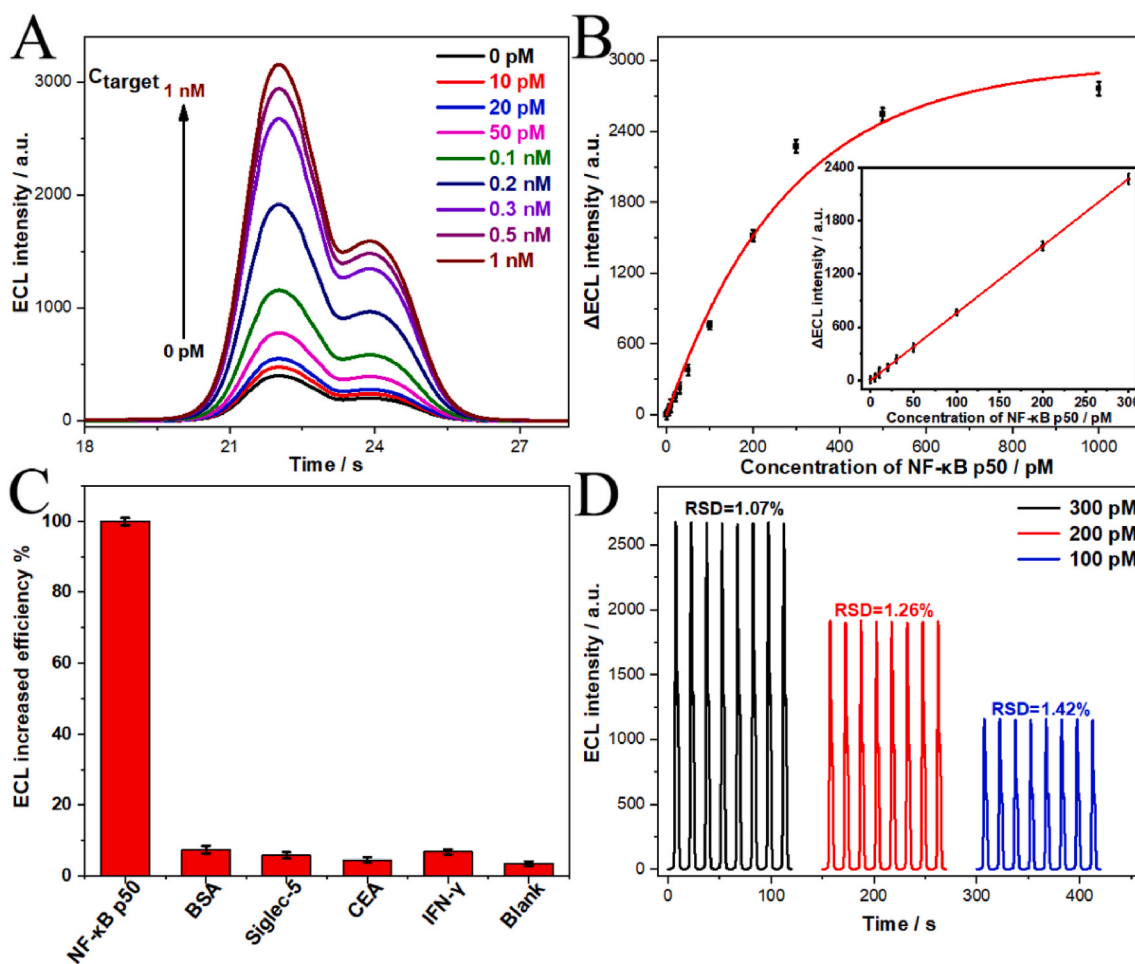 A
ECL intensity / a.u.
3000
2000
1000
0
C target 1 nM
0 pM
0 pM
10 pM
20 pM
50 pM
0.1 nM
0.2 nM
0.3 nM
0.5 nM
1 nM
18 21 24 27
Time / s
B
ΔECL intensity / a.u.
3000
2400
1800
1200
600
0
0 200 400 600 800 1000
Concentration of NF-κB p50 / pM
ΔECL intensity / a.u.
2400
1800
1200
600
0
0 50 100 150 200 250 300
Concentration of NF-κB p50 / pM
C
ECL increased efficiency %
100
80
60
40
20
0
NF-κB p50
BSA
Siglec-5
CEA
IFN-γ
Blank
D
ECL intensity / a.u.
2500
2000
1500
1000
500
0
RSD=1.07%
RSD=1.26%
RSD=1.42%
300 pM
200 pM
100 pM
0 100 200 300 400
Time / s